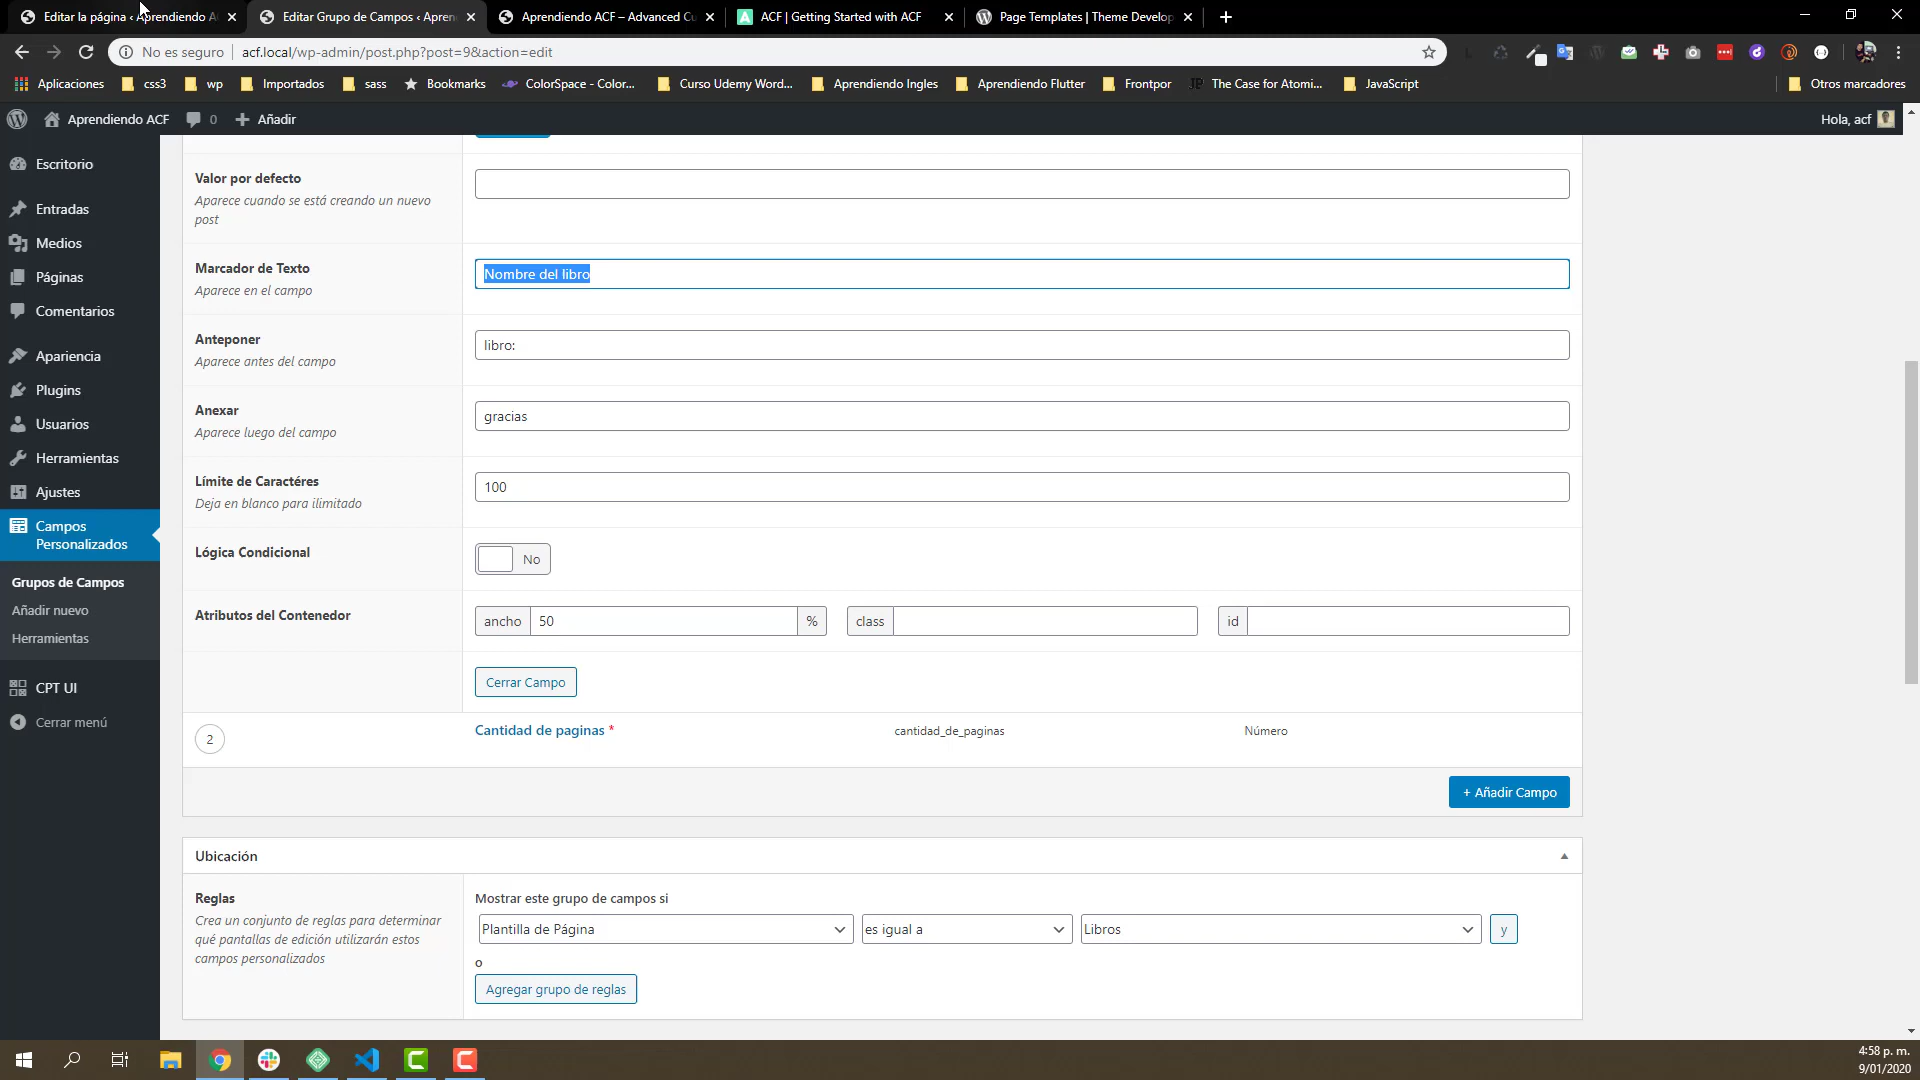 Editar la página ‹ Aprendiendo A
Editar Grupo de Campos ‹ Apren
Aprendiendo ACF – Advanced Cu
ACF | Getting Started with ACF
Page Templates | Theme Develop
No es seguro
acf.local/wp-admin/post.php?post=9&action=edit
Aplicaciones
css3
wp
Importados
sass
Bookmarks
ColorSpace - Color...
Curso Udemy Word...
Aprendiendo Ingles
Aprendiendo Flutter
Frontpor
The Case for Atomi...
JavaScript
Otros marcadores
Aprendiendo ACF
0
Añadir
Hola, acf
Escritorio
Entradas
Medios
Páginas
Comentarios
Apariencia
Plugins
Usuarios
Herramientas
Ajustes
Campos
Personalizados
Grupos de Campos
Añadir nuevo
Herramientas
CPT UI
Cerrar menú
Valor por defecto
Aparece cuando se está creando un nuevo
post
Marcador de Texto
Aparece en el campo
Nombre del libro
Anteponer
Aparece antes del campo
libro:
Anexar
Aparece luego del campo
gracias
Límite de Caractéres
Deja en blanco para ilimitado
100
Lógica Condicional
No
Atributos del Contenedor
ancho 50 %
class
id
Cerrar Campo
2
Cantidad de paginas *
cantidad_de_paginas
Número
+ Añadir Campo
Ubicación
Reglas
Crea un conjunto de reglas para determinar
qué pantallas de edición utilizarán estos
campos personalizados
Mostrar este grupo de campos si
Plantilla de Página
es igual a
Libros
y
o
Agregar grupo de reglas
4:58 p. m.
9/01/2020